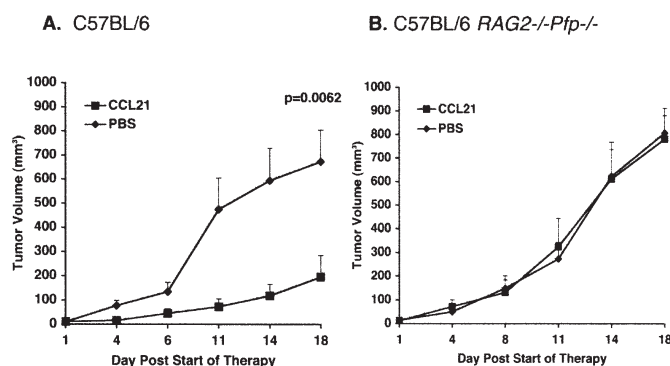 A. C57BL/6
1000
900
800
700
600
500
400
300
200
100
0
Tumor Volume (mm³)
CCL21
PBS
p=0.0062
1 4 6 11 14 18
Day Post Start of Therapy
B. C57BL/6 RAG2-/-Pfp-/-
1000
900
800
700
600
500
400
300
200
100
0
Tumor Volume (mm³)
CCL21
PBS
1 4 8 11 14 18
Day Post Start of Therapy